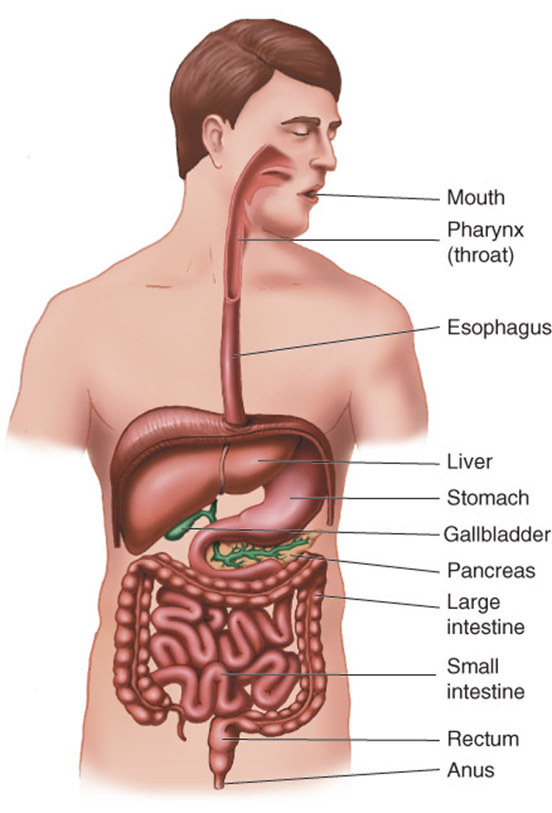 Mouth
Pharynx
(throat)
Esophagus
Liver
Stomach
Gallbladder
Pancreas
Large
intestine
Small
intestine
Rectum
Anus